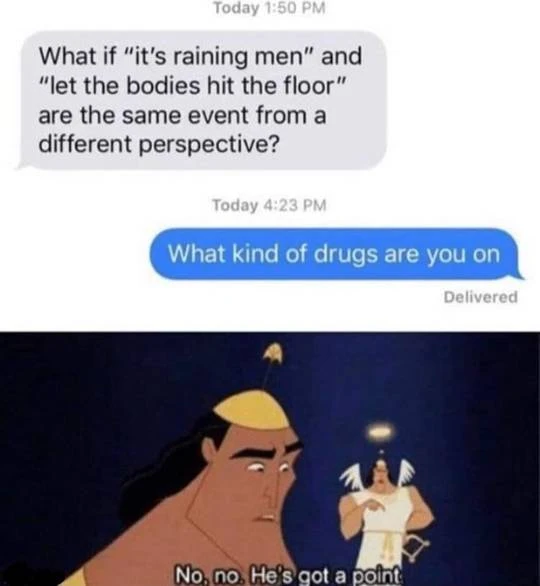 Today 1:50 PM
What if "it's raining men" and
"let the bodies hit the floor"
are the same event from a
different perspective?
Today 4:23 PM
What kind of drugs are you on
Delivered
No, no. He's got a point